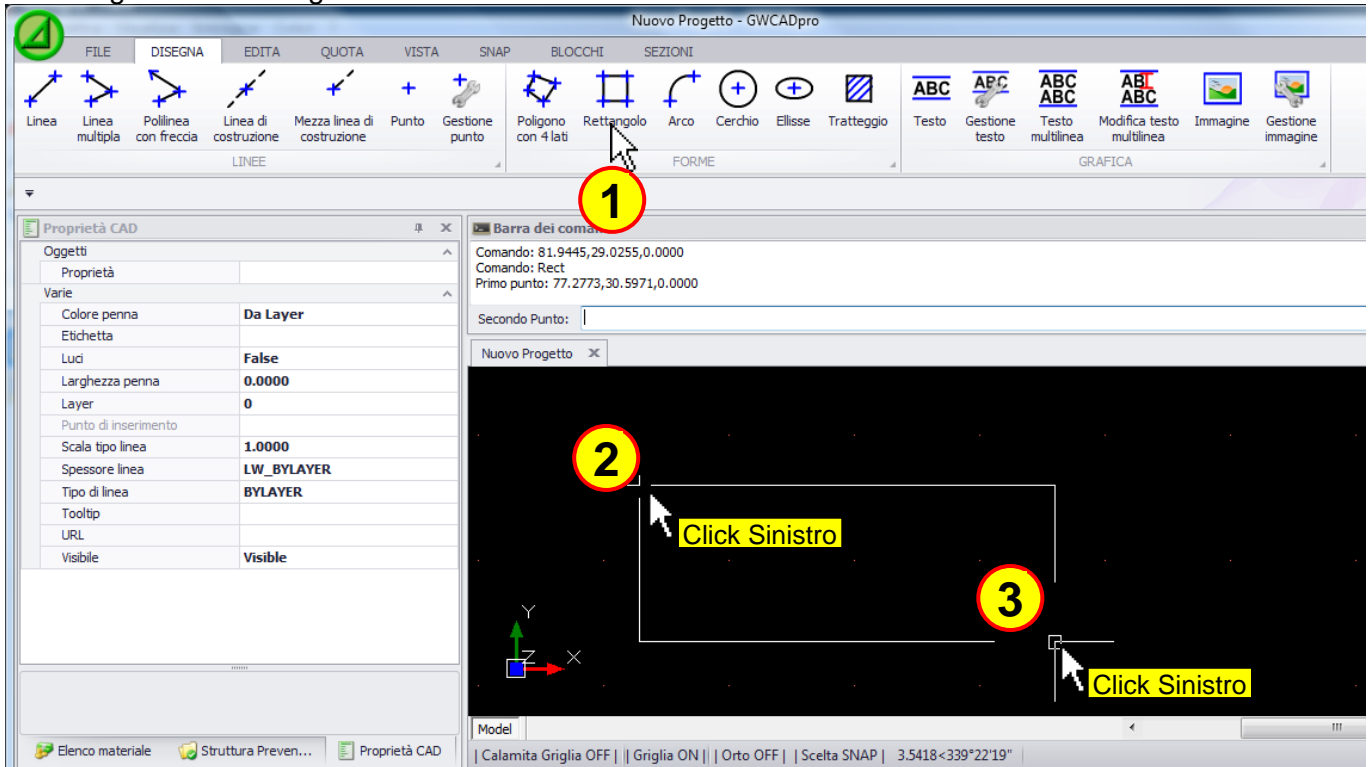 Nuovo Progetto - GWCADpro
FILE DISEGNA EDITA QUOTA VISTA SNAP BLOCCHI SEZIONI
Linea
Linea multipla
Polilinea con freccia
Linea di costruzione
Mezza linea di costruzione
Punto
Gestione punto
Poligono con 4 lati
Rettangolo
Arco
Cerchio
Ellisse
Tratteggio
ABC
Testo
ABC
Gestione testo
ABC
ABC
Testo multilinea
ABC
Modifica testo multilinea
Immagine
Gestione immagine
LINEE FORME GRAFICA
1
Proprietà CAD
Oggetti
Proprietà
Varie
Colore penna Da Layer
Etichetta
Luci False
Larghezza penna 0.0000
Layer 0
Punto di inserimento
Scala tipo linea 1.0000
Spessore linea LW_BYLAYER
Tipo di linea BYLAYER
Tooltip
URL
Visibile Visible
Elenco materiale Struttura Preven... Proprietà CAD
Barra dei
Comando: 81.9445,29.0255,0.0000
Comando: Rect
Primo punto: 77.2773,30.5971,0.0000
Secondo Punto:
Nuovo Progetto
2
Click Sinistro
3
Click Sinistro
Y
Z X
Model
| Calamita Griglia OFF | | Griglia ON | | Orto OFF | | Scelta SNAP | 3.5418<339°22'19"